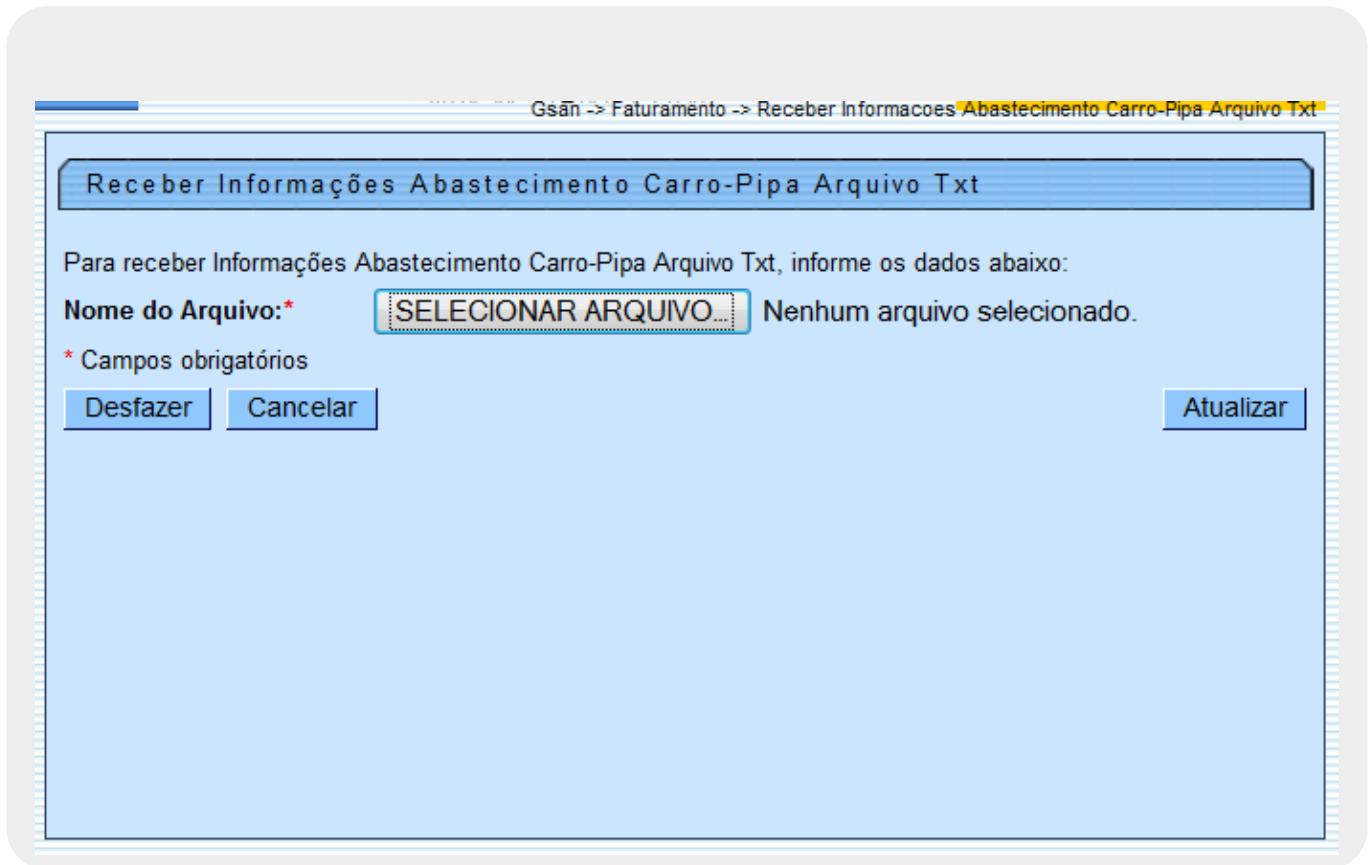 Gsan -> Faturamento -> Receber Informacoes Abastecimento Carro-Pipa Arquivo Txt
Receber Informações Abastecimento Carro-Pipa Arquivo Txt
Para receber Informações Abastecimento Carro-Pipa Arquivo Txt, informe os dados abaixo:
Nome do Arquivo:* SELECIONAR ARQUIVO... Nenhum arquivo selecionado.
* Campos obrigatórios
Desfazer Cancelar Atualizar